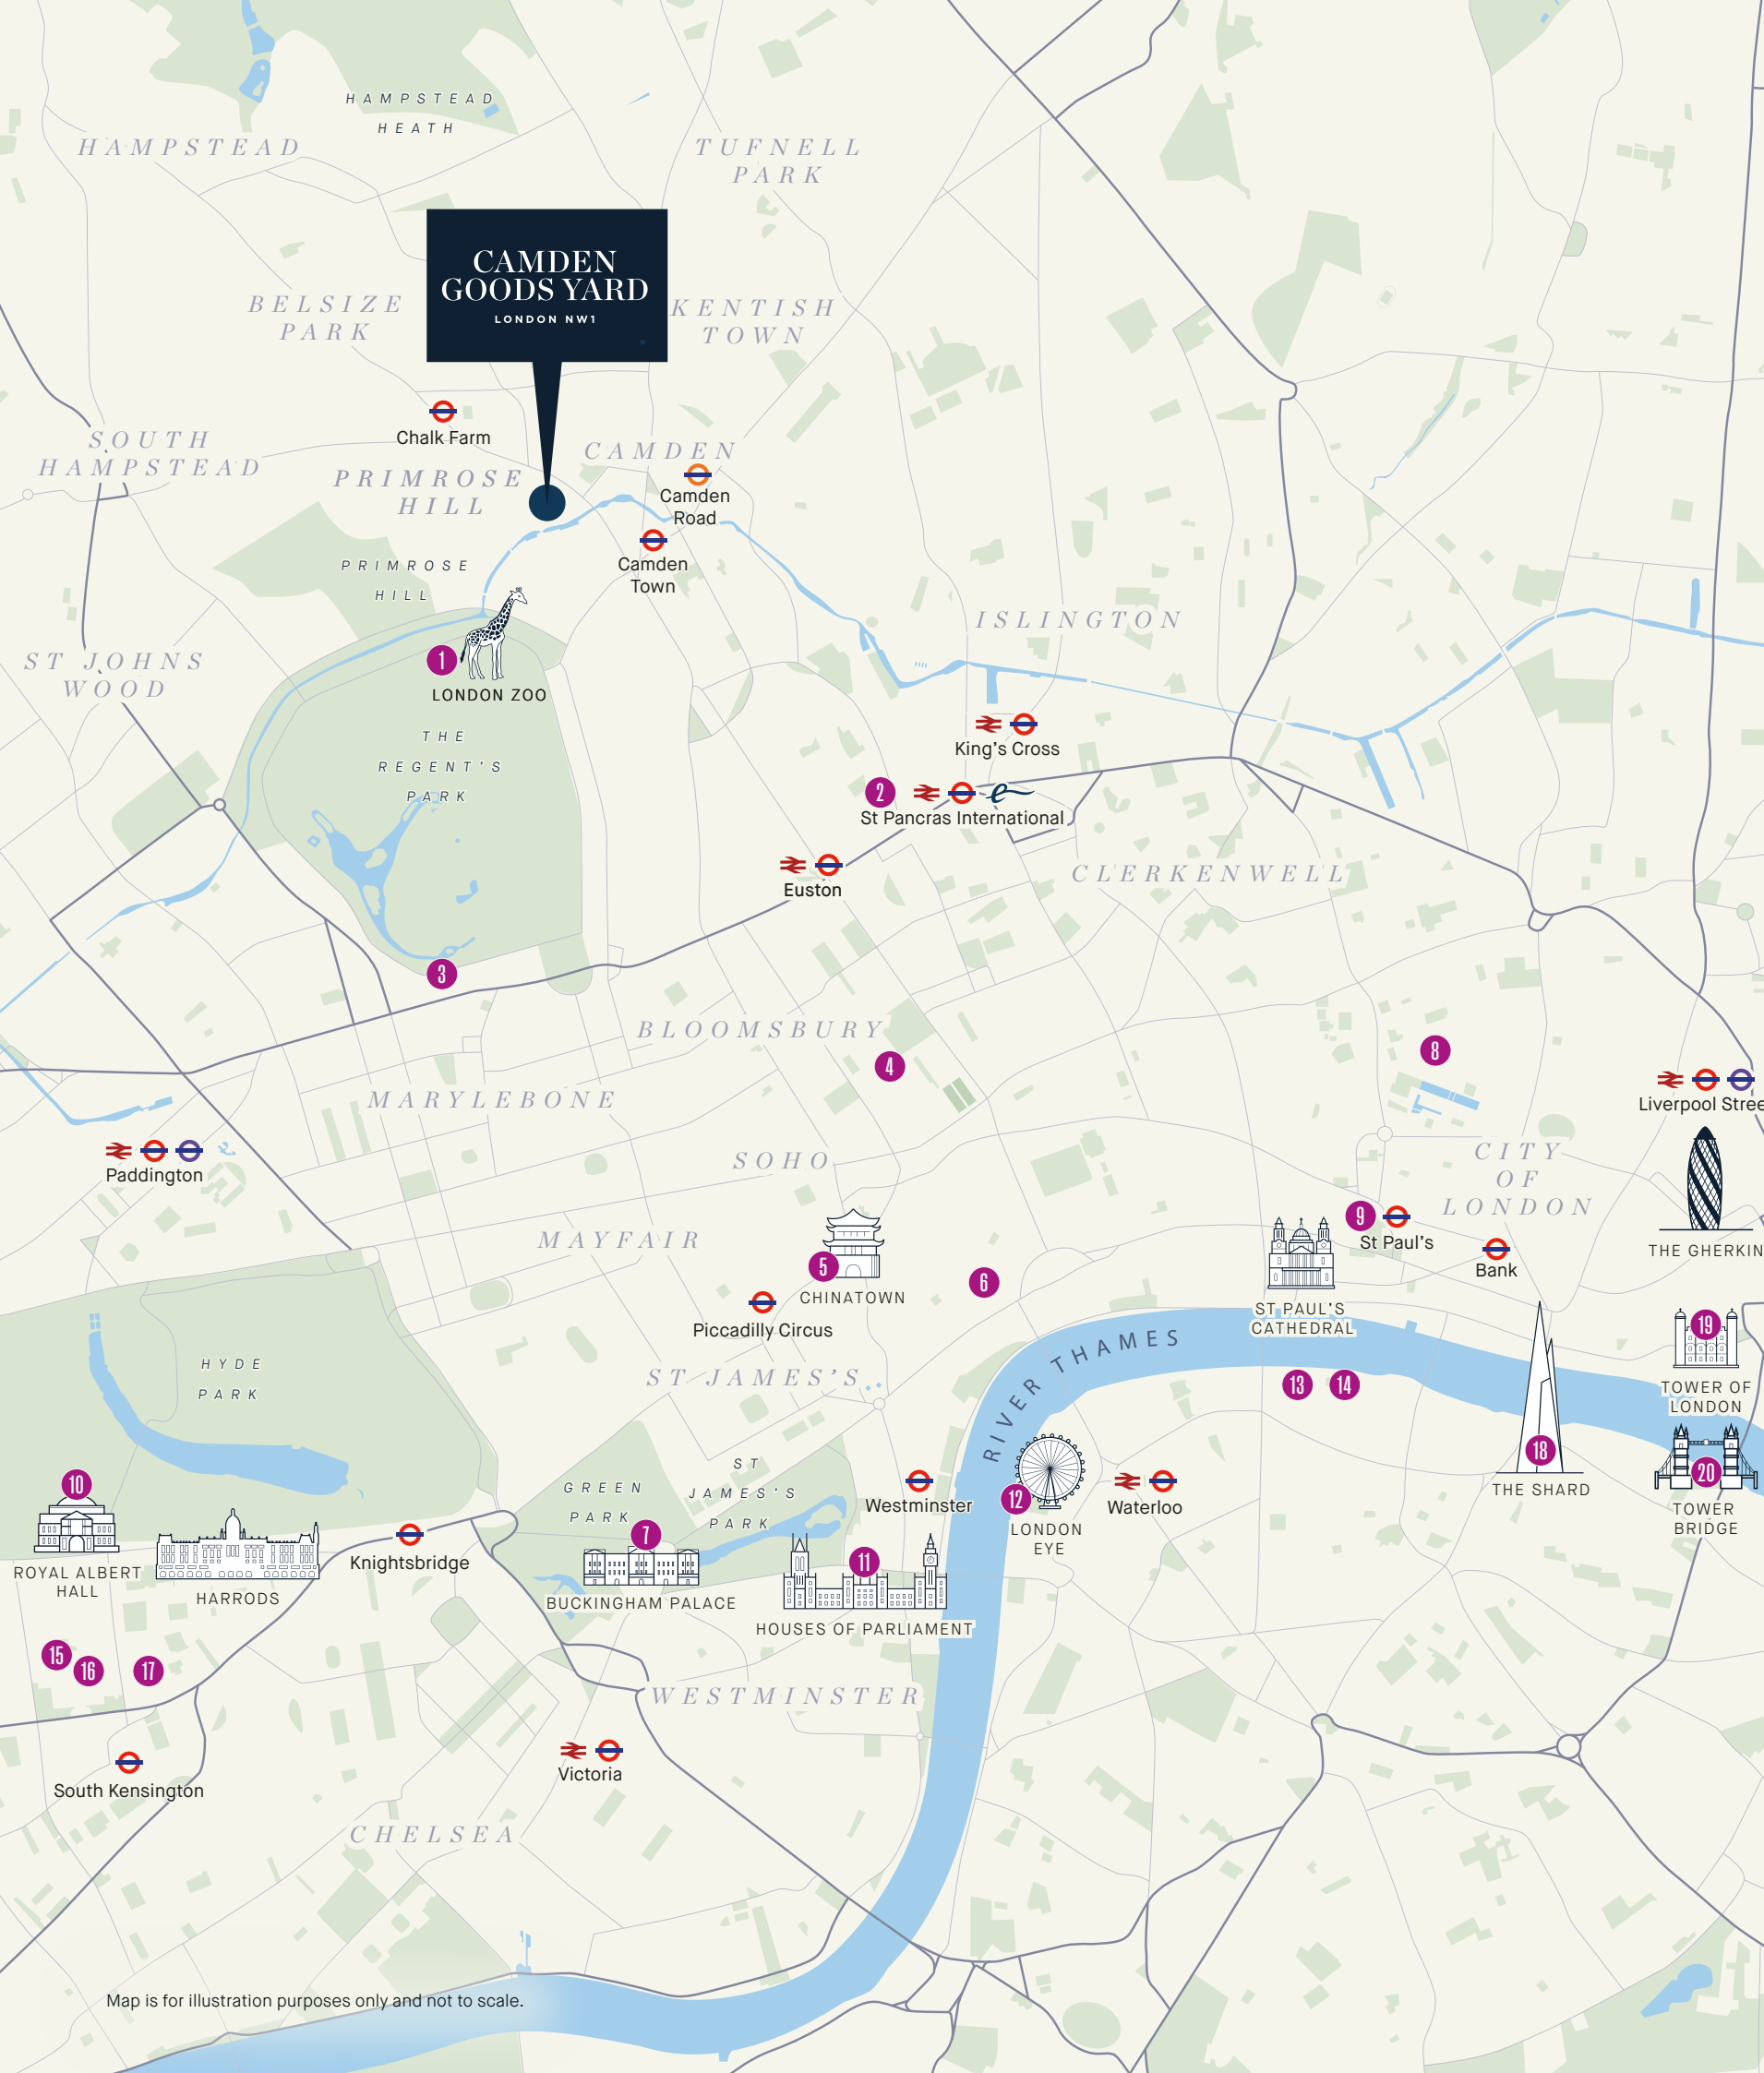 HAMPSTEAD
HEATH
HAMPSTEAD
TUFNELL
PARK
CAMDEN
GOODS YARD
LONDON NW1
BELSIZE
PARK
KENTISH
TOWN
Chalk Farm
SOUTH
HAMPSTEAD
CAMDEN
PRIMROSE
HILL
Camden
Road
Camden
Town
PRIMROSE
HILL
ISLINGTON
ST JOHNS
WOOD
1
LONDON ZOO
THE
REGENT'S
PARK
King's Cross
2
St Pancras International
Euston
CLERKENWELL
3
BLOOMSBURY
4
8
MARYLEBONE
Liverpool Stree
Paddington
SOHO
CITY
OF
LONDON
MAYFAIR
9
St Paul's
Bank
THE GHERKIN
5
CHINATOWN
6
Piccadilly Circus
ST PAUL'S
CATHEDRAL
RIVER THAMES
19
TOWER OF
LONDON
HYDE
PARK
ST JAMES'S
13
14
18
THE SHARD
20
TOWER
BRIDGE
10
ROYAL ALBERT
HALL
HARRODS
Knightsbridge
GREEN
PARK
ST
JAMES'S
PARK
7
BUCKINGHAM PALACE
Westminster
11
HOUSES OF PARLIAMENT
12
LONDON
EYE
Waterloo
15
16
17
WESTMINSTER
South Kensington
Victoria
CHELSEA
Map is for illustration purposes only and not to scale.